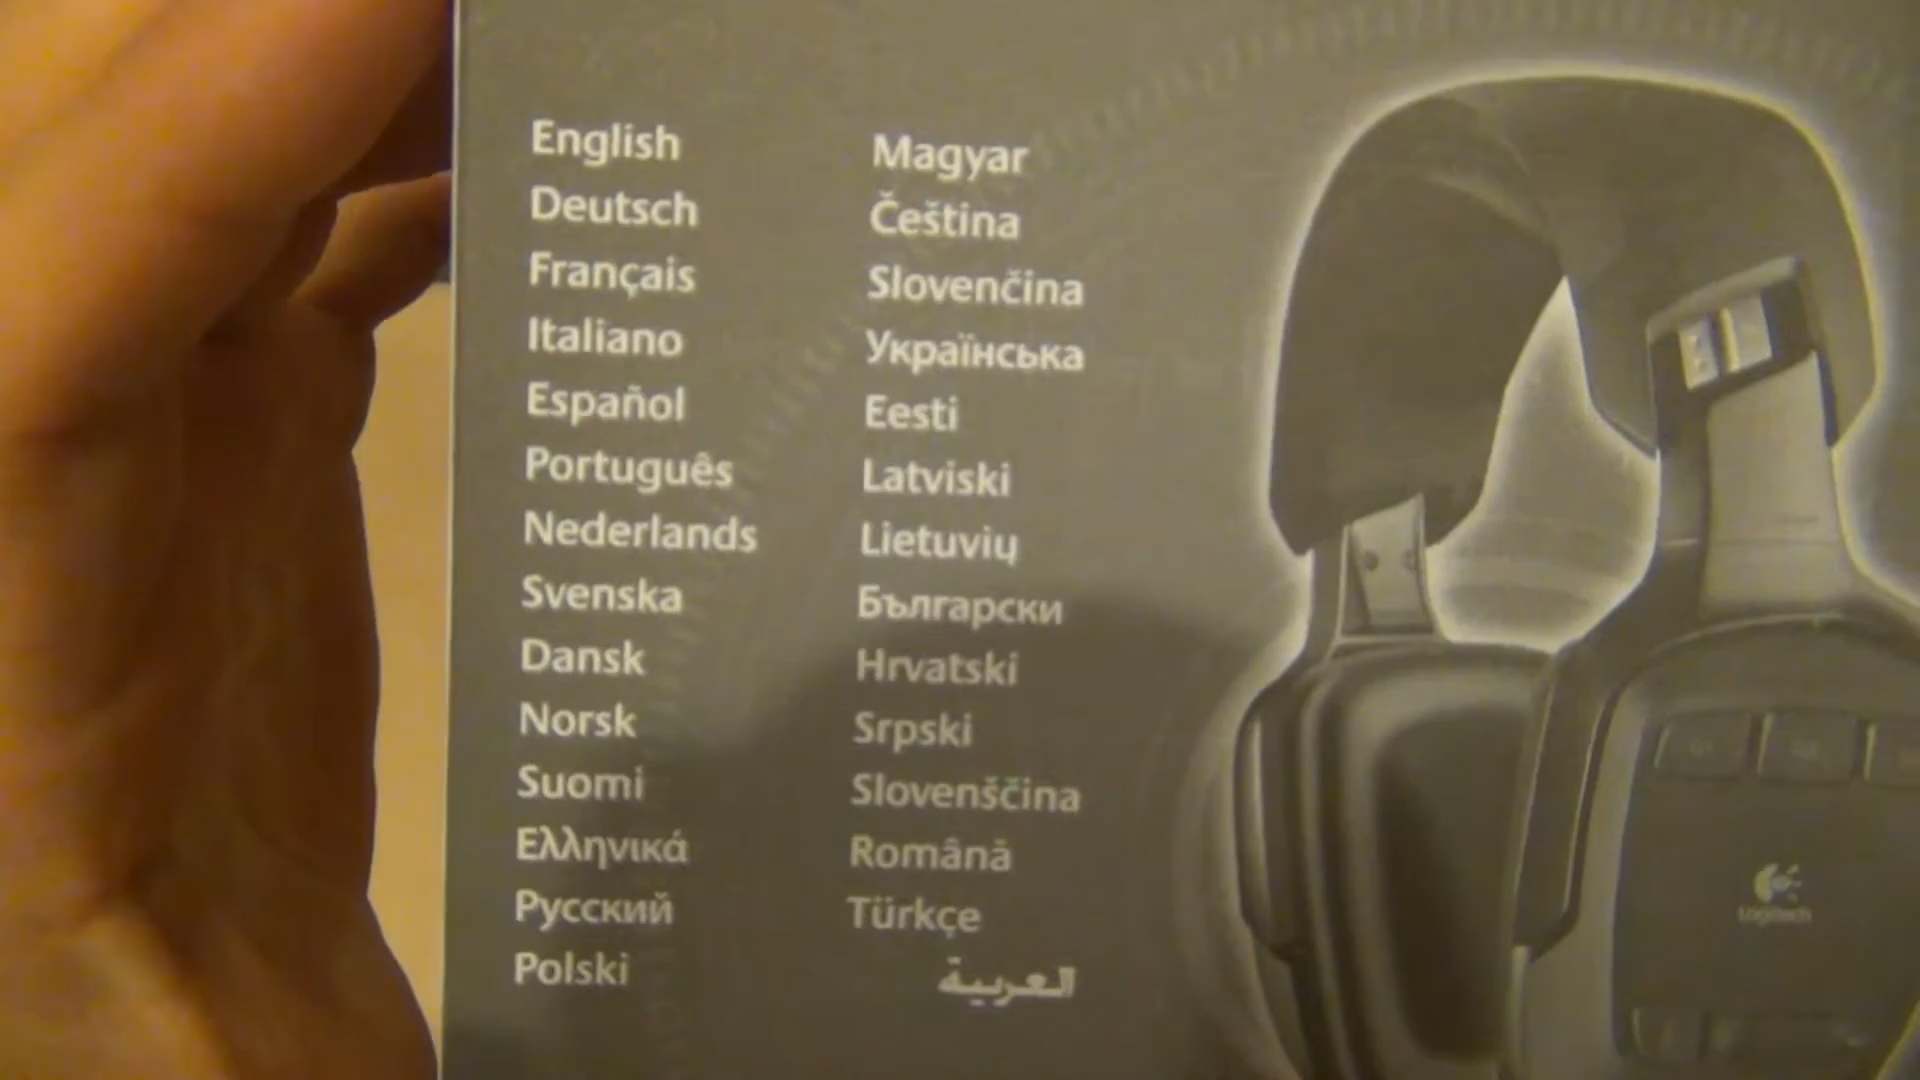 English
Deutsch
Français
Italiano
Español
Português
Nederlands
Svenska
Dansk
Norsk
Suomi
Ελληνικά
Русский
Polski
Magyar
Čeština
Slovenčina
Українська
Eesti
Latviski
Lietuvių
Български
Hrvatski
Srpski
Slovenščina
Română
Türkçe
العربية
Logitech